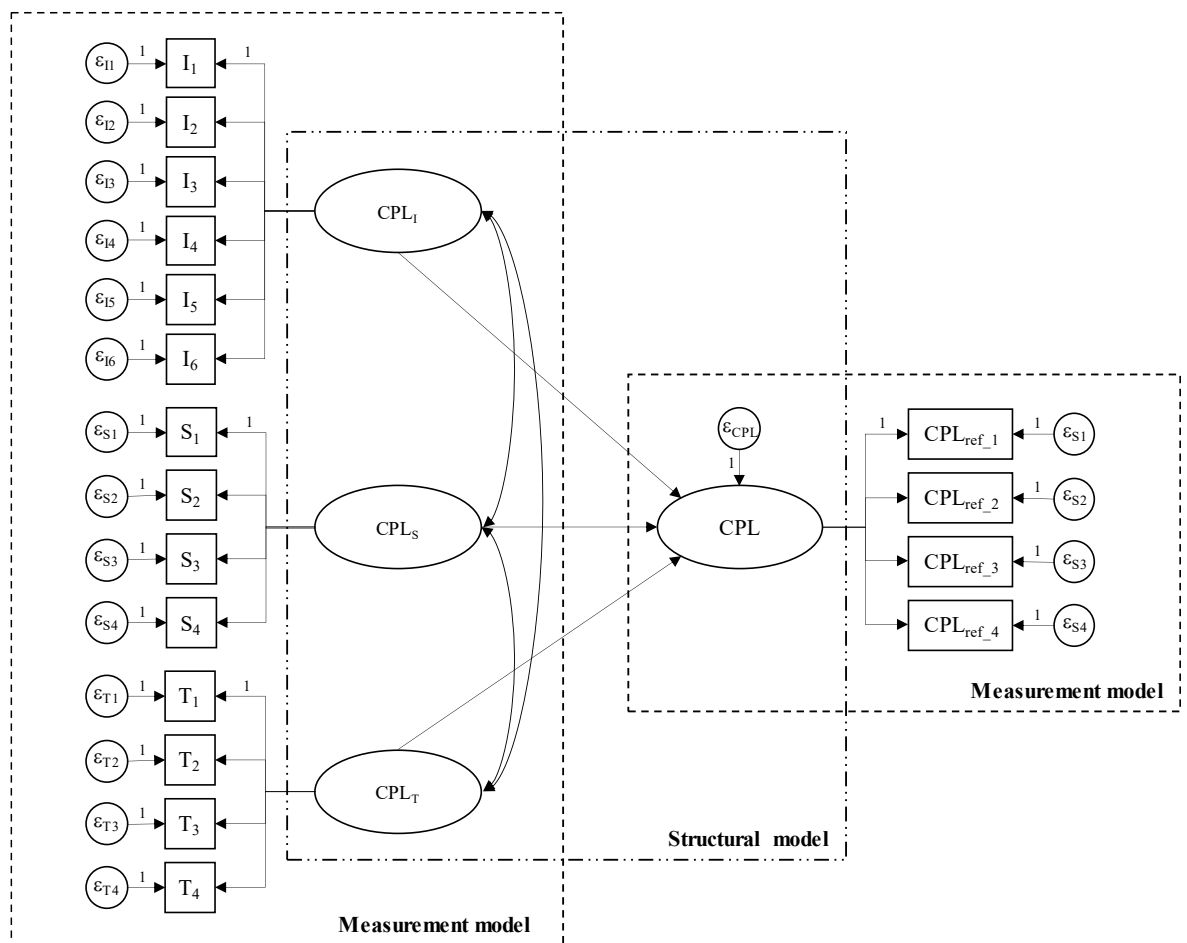 ε_I1 1 I_1 1
ε_I2 1 I_2
ε_I3 1 I_3
ε_I4 1 I_4
ε_I5 1 I_5
ε_I6 1 I_6
CPL_I
ε_S1 1 S_1 1
ε_S2 1 S_2
ε_S3 1 S_3
ε_S4 1 S_4
CPL_S
ε_T1 1 T_1 1
ε_T2 1 T_2
ε_T3 1 T_3
ε_T4 1 T_4
CPL_T
Measurement model
ε_CPL
1
CPL
Structural model
1 CPL_ref_1 1 ε_S1
CPL_ref_2 1 ε_S2
CPL_ref_3 1 ε_S3
CPL_ref_4 1 ε_S4
Measurement model